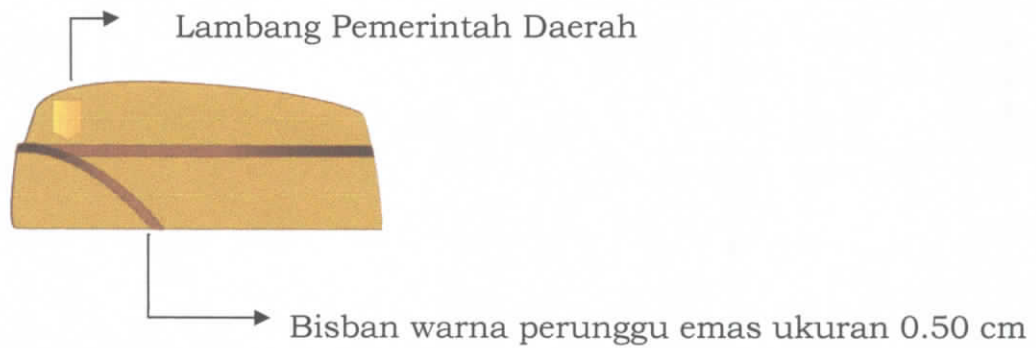 Lambang Pemerintah Daerah
Bisban warna perunggu emas ukuran 0.50 cm